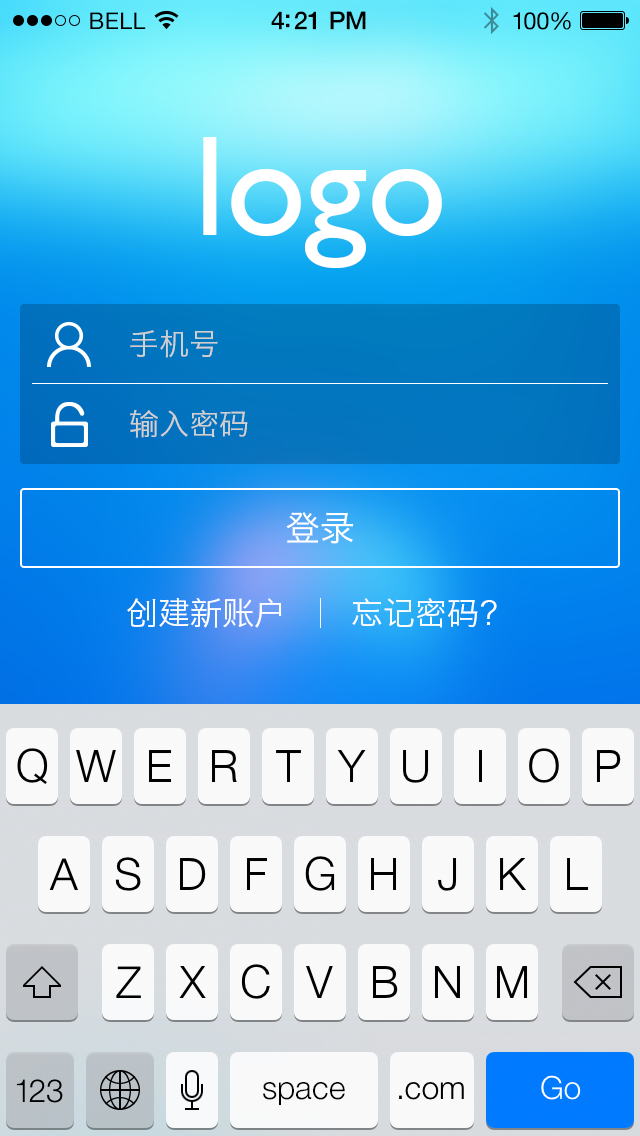 BELL 4:21 PM 100%
logo
手机号
输入密码
登录
创建新账户 | 忘记密码?
Q W E R T Y U I O P
A S D F G H J K L
Z X C V B N M
123 space .com Go